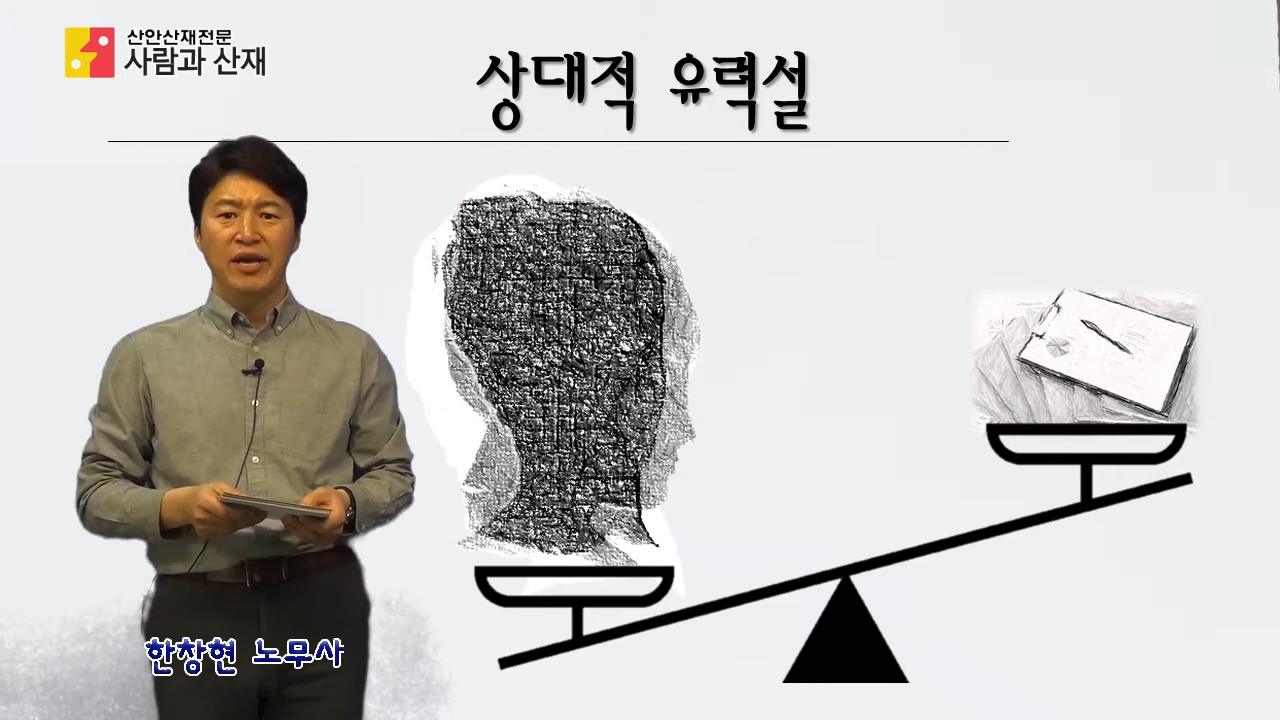 산안산재전문
사람과 산재
상대적 유력설
한창현 노무사